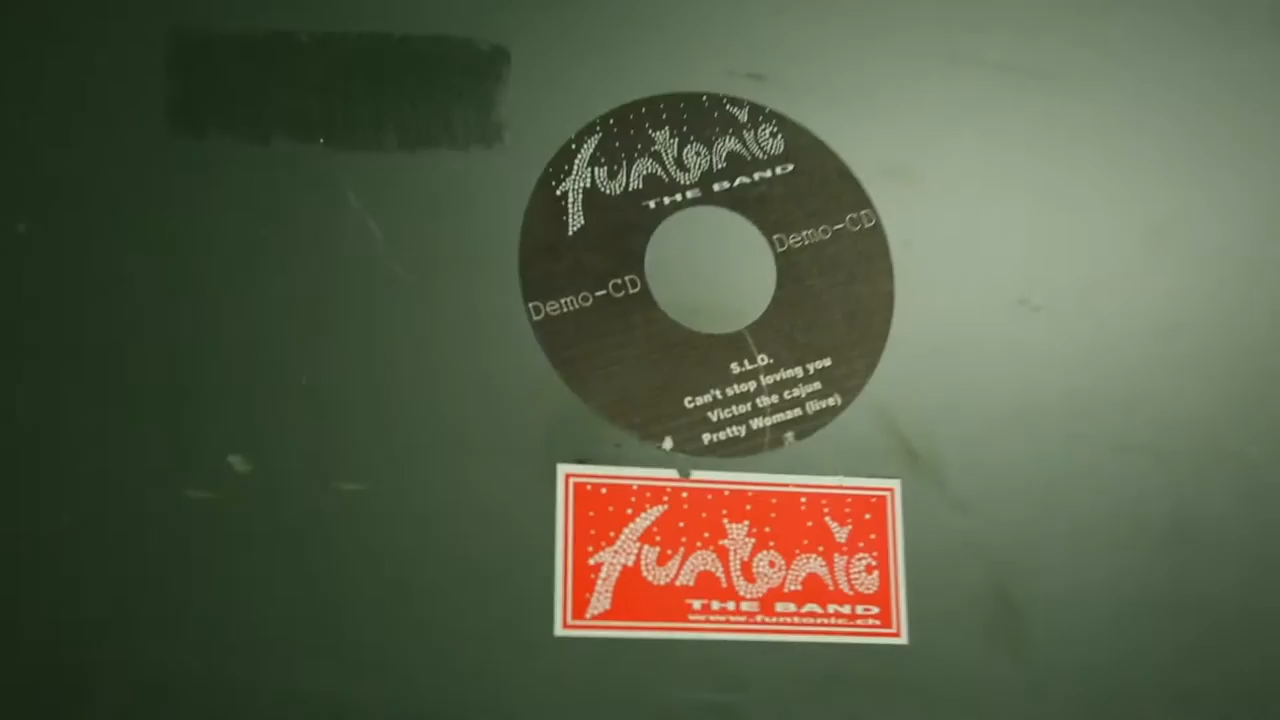 funtonic
THE BAND
Demo-CD
Demo-CD
S.L.O.
Can't stop loving you
Victor the cajun
Pretty Woman (live)
funtonic
THE BAND
www.funtonic.ch